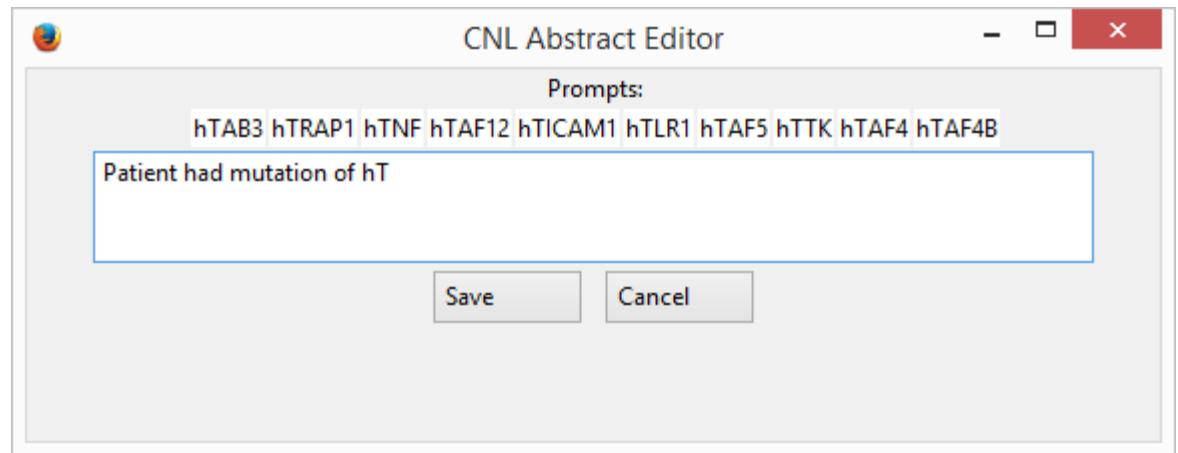 CNL Abstract Editor
Prompts:
hTAB3 hTRAP1 hTNF hTAF12 hTICAM1 hTLR1 hTAF5 hTTK hTAF4 hTAF4B
Patient had mutation of hT
Save Cancel